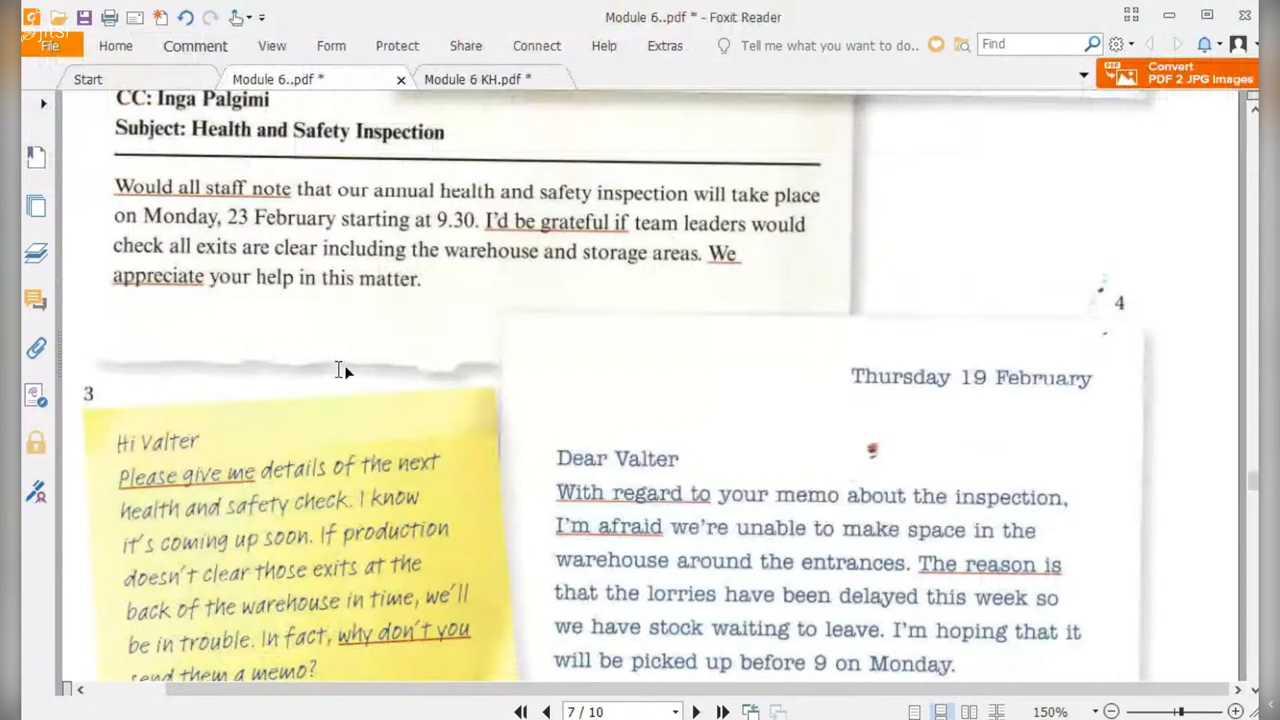 Module 6..pdf * - Foxit Reader
jitsi
File
Home
Comment
View
Form
Protect
Share
Connect
Help
Extras
Tell me what you want to do..
Find
Start
Module 6..pdf *
Module 6 KH.pdf *
Convert
PDF 2 JPG Images
CC: Inga Palgimi
Subject: Health and Safety Inspection
Would all staff note that our annual health and safety inspection will take place
on Monday, 23 February starting at 9.30. I'd be grateful if team leaders would
check all exits are clear including the warehouse and storage areas. We
appreciate your help in this matter.
3
Hi Valter
Please give me details of the next
health and safety check. I know
it's coming up soon. If production
doesn't clear those exits at the
back of the warehouse in time, we'll
be in trouble. In fact, why don't you
send them a memo?
4
Thursday 19 February
Dear Valter
With regard to your memo about the inspection,
I'm afraid we're unable to make space in the
warehouse around the entrances. The reason is
that the lorries have been delayed this week so
we have stock waiting to leave. I'm hoping that it
will be picked up before 9 on Monday.
7 / 10
150%